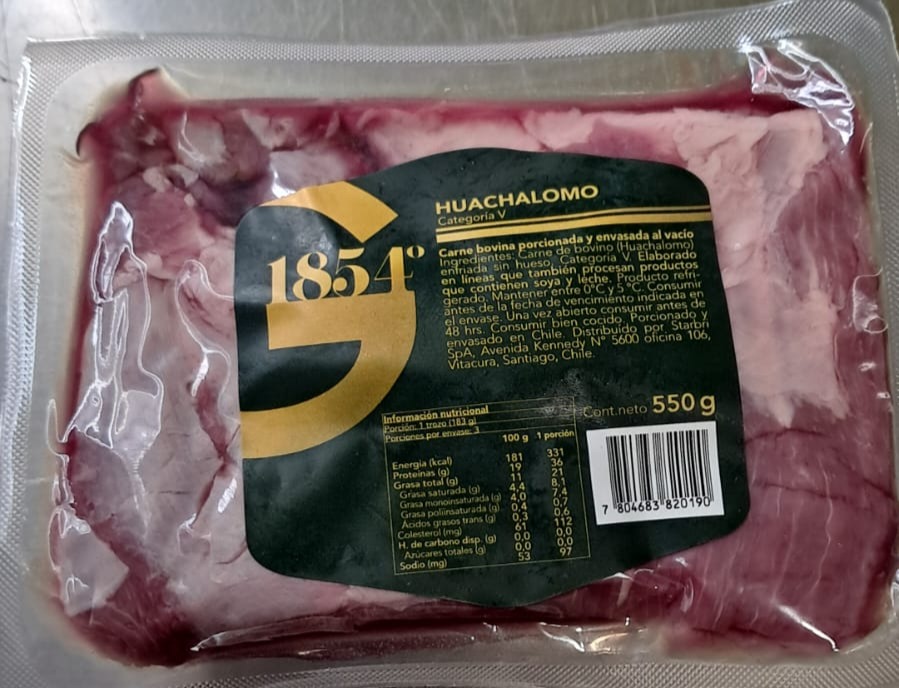 1854°
HUACHALOMO
Categoría V
Carne bovina porcionada y envasada al vacío
Ingredientes: Carne de bovino (Huachalomo)
enfriada sin hueso, Categoría V. Elaborado
en líneas que también procesan productos
que contienen soya y leche. Producto refri-
gerado. Mantener entre 0°C y 5 °C. Consumir
antes de la fecha de vencimiento indicada en
el envase. Una vez abierto consumir antes de
48 hrs. Consumir bien cocido. Porcionado y
envasado en Chile. Distribuido por Starbri
SpA, Avenida Kennedy N° 5600 oficina 106,
Vitacura, Santiago, Chile.
Cont.neto 550 g
Información nutricional
Porción: 1 trozo (183 g)
Porciones por envase: 3
100 g 1 porción
Energía (kcal) 181 331
Proteínas (g) 19 36
Grasa total (g) 11 21
Grasa saturada (g) 4,4 8,1
Grasa monoinsaturada (g) 4,0 7,4
Grasa poliinsaturada (g) 0,4 0,7
Ácidos grasos trans (g) 0,3 0,6
Colesterol (mg) 61 112
H. de carbono disp. (g) 0,0 0,0
Azúcares totales (g) 0,0 0,0
Sodio (mg) 53 97
7 804683 820190